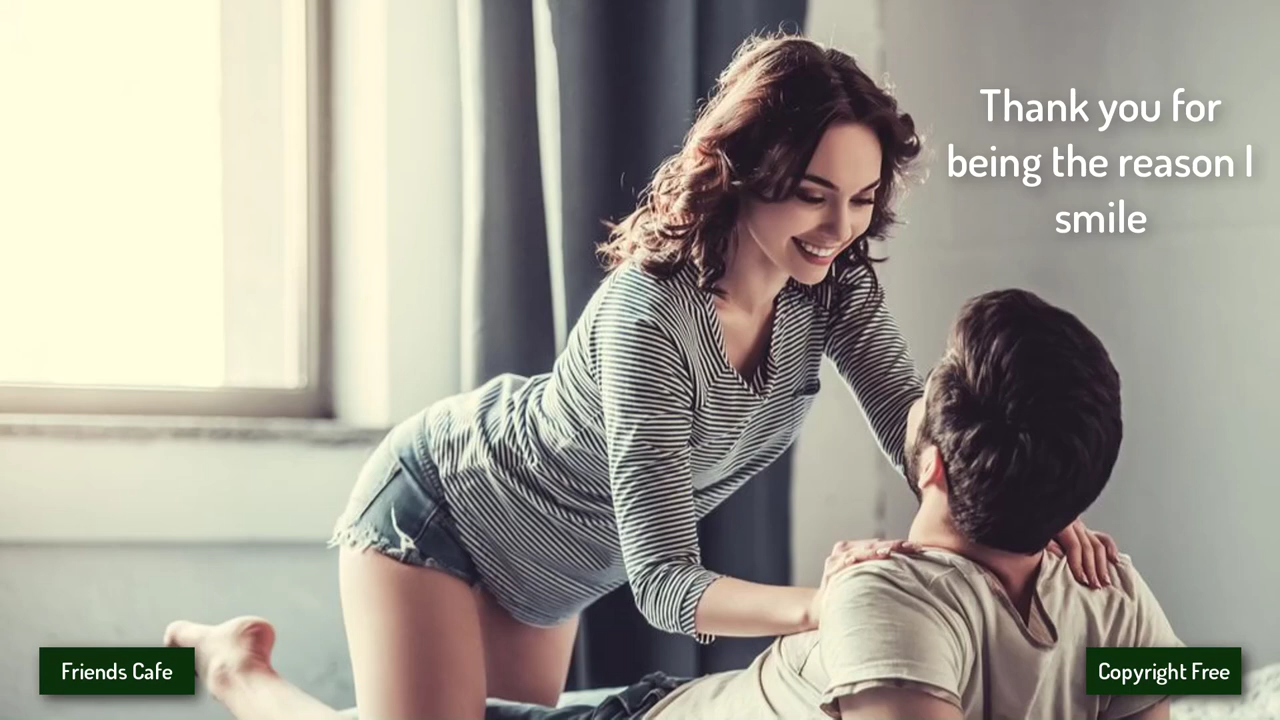 Thank you for
being the reason I
smile
Friends Cafe
Copyright Free